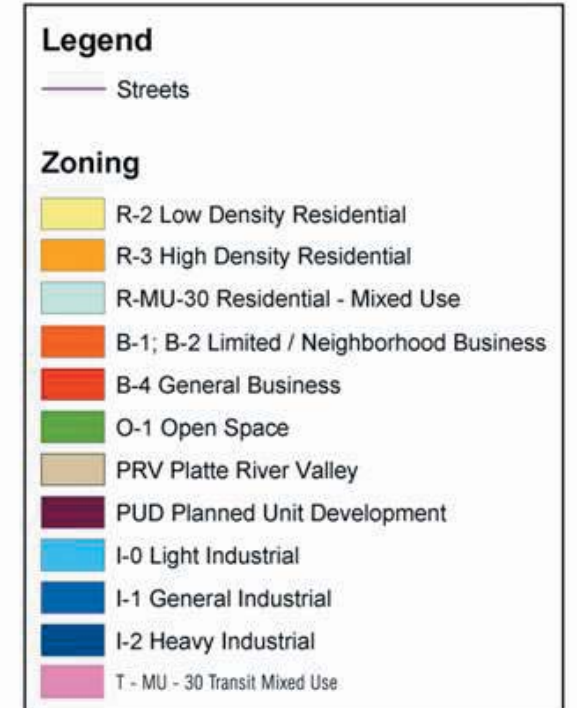 Legend
Streets
Zoning
R-2 Low Density Residential
R-3 High Density Residential
R-MU-30 Residential - Mixed Use
B-1; B-2 Limited / Neighborhood Business
B-4 General Business
O-1 Open Space
PRV Platte River Valley
PUD Planned Unit Development
I-0 Light Industrial
I-1 General Industrial
I-2 Heavy Industrial
T - MU - 30 Transit Mixed Use